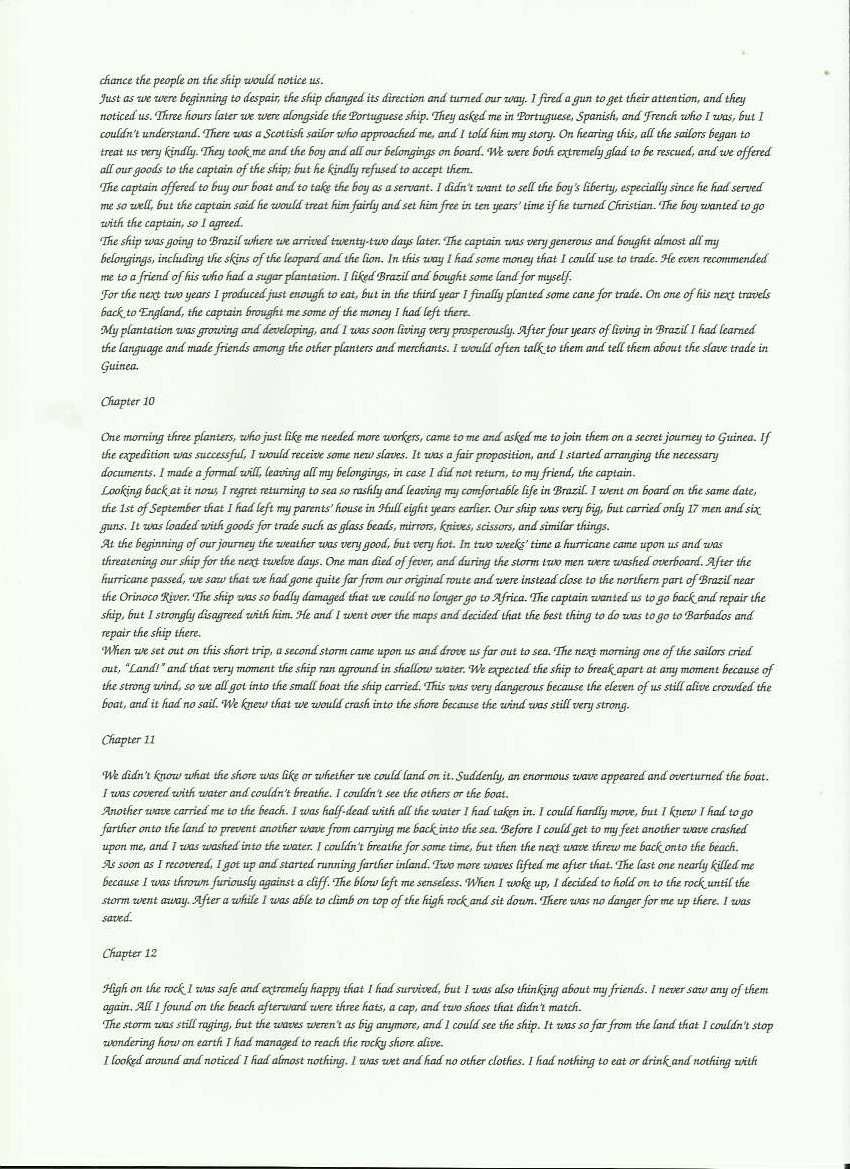 chance the people on the ship would notice us.
Just as we were beginning to despair, the ship changed its direction and turned our way. I fired a gun to get their attention, and they
noticed us. Three hours later we were alongside the Portuguese ship. They asked me in Portuguese, Spanish, and French who I was, but I
couldn't understand. There was a Scottish sailor who approached me, and I told him my story. On hearing this, all the sailors began to
treat us very kindly. They took me and the boy and all our belongings on board. We were both extremely glad to be rescued, and we offered
all our goods to the captain of the ship; but he kindly refused to accept them.
The captain offered to buy our boat and to take the boy as a servant. I didn't want to sell the boy's liberty, especially since he had served
me so well, but the captain said he would treat him fairly and set him free in ten years' time if he turned Christian. The boy wanted to go
with the captain, so I agreed.
The ship was going to Brazil where we arrived twenty-two days later. The captain was very generous and bought almost all my
belongings, including the skins of the leopard and the lion. In this way I had some money that I could use to trade. He even recommended
me to a friend of his who had a sugar plantation. I liked Brazil and bought some land for myself.
For the next two years I produced just enough to eat, but in the third year I finally planted some cane for trade. On one of his next travels
back to England, the captain brought me some of the money I had left there.
My plantation was growing and developing, and I was soon living very prosperously. After four years of living in Brazil I had learned
the language and made friends among the other planters and merchants. I would often talk to them and tell them about the slave trade in
Guinea.
Chapter 10
One morning three planters, who just like me needed more workers, came to me and asked me to join them on a secret journey to Guinea. If
the expedition was successful, I would receive some new slaves. It was a fair proposition, and I started arranging the necessary
documents. I made a formal will, leaving all my belongings, in case I did not return, to my friend, the captain.
Looking back at it now, I regret returning to sea so rashly and leaving my comfortable life in Brazil. I went on board on the same date,
the 1st of September that I had left my parents' house in Hull eight years earlier. Our ship was very big, but carried only 17 men and six
guns. It was loaded with goods for trade such as glass beads, mirrors, knives, scissors, and similar things.
At the beginning of our journey the weather was very good, but very hot. In two weeks' time a hurricane came upon us and was
threatening our ship for the next twelve days. One man died of fever, and during the storm two men were washed overboard. After the
hurricane passed, we saw that we had gone quite far from our original route and were instead close to the northern part of Brazil near
the Orinoco River. The ship was so badly damaged that we could no longer go to Africa. The captain wanted us to go back and repair the
ship, but I strongly disagreed with him. He and I went over the maps and decided that the best thing to do was to go to Barbados and
repair the ship there.
When we set out on this short trip, a second storm came upon us and drove us far out to sea. The next morning one of the sailors cried
out, "Land!" and that very moment the ship ran aground in shallow water. We expected the ship to break apart at any moment because of
the strong wind, so we all got into the small boat the ship carried. This was very dangerous because the eleven of us still alive crowded the
boat, and it had no sail. We knew that we would crash into the shore because the wind was still very strong.
Chapter 11
We didn't know what the shore was like or whether we could land on it. Suddenly, an enormous wave appeared and overturned the boat.
I was covered with water and couldn't breathe. I couldn't see the others or the boat.
Another wave carried me to the beach. I was half-dead with all the water I had taken in. I could hardly move, but I knew I had to go
farther onto the land to prevent another wave from carrying me back into the sea. Before I could get to my feet another wave crashed
upon me, and I was washed into the water. I couldn't breathe for some time, but then the next wave threw me back onto the beach.
As soon as I recovered, I got up and started running farther inland. Two more waves lifted me after that. The last one nearly killed me
because I was thrown furiously against a cliff. The blow left me senseless. When I woke up, I decided to hold on to the rock until the
storm went away. After a while I was able to climb on top of the high rock and sit down. There was no danger for me up there. I was
saved.
Chapter 12
High on the rock I was safe and extremely happy that I had survived, but I was also thinking about my friends. I never saw any of them
again. All I found on the beach afterward were three hats, a cap, and two shoes that didn't match.
The storm was still raging, but the waves weren't as big anymore, and I could see the ship. It was so far from the land that I couldn't stop
wondering how on earth I had managed to reach the rocky shore alive.
I looked around and noticed I had almost nothing. I was wet and had no other clothes. I had nothing to eat or drink and nothing with